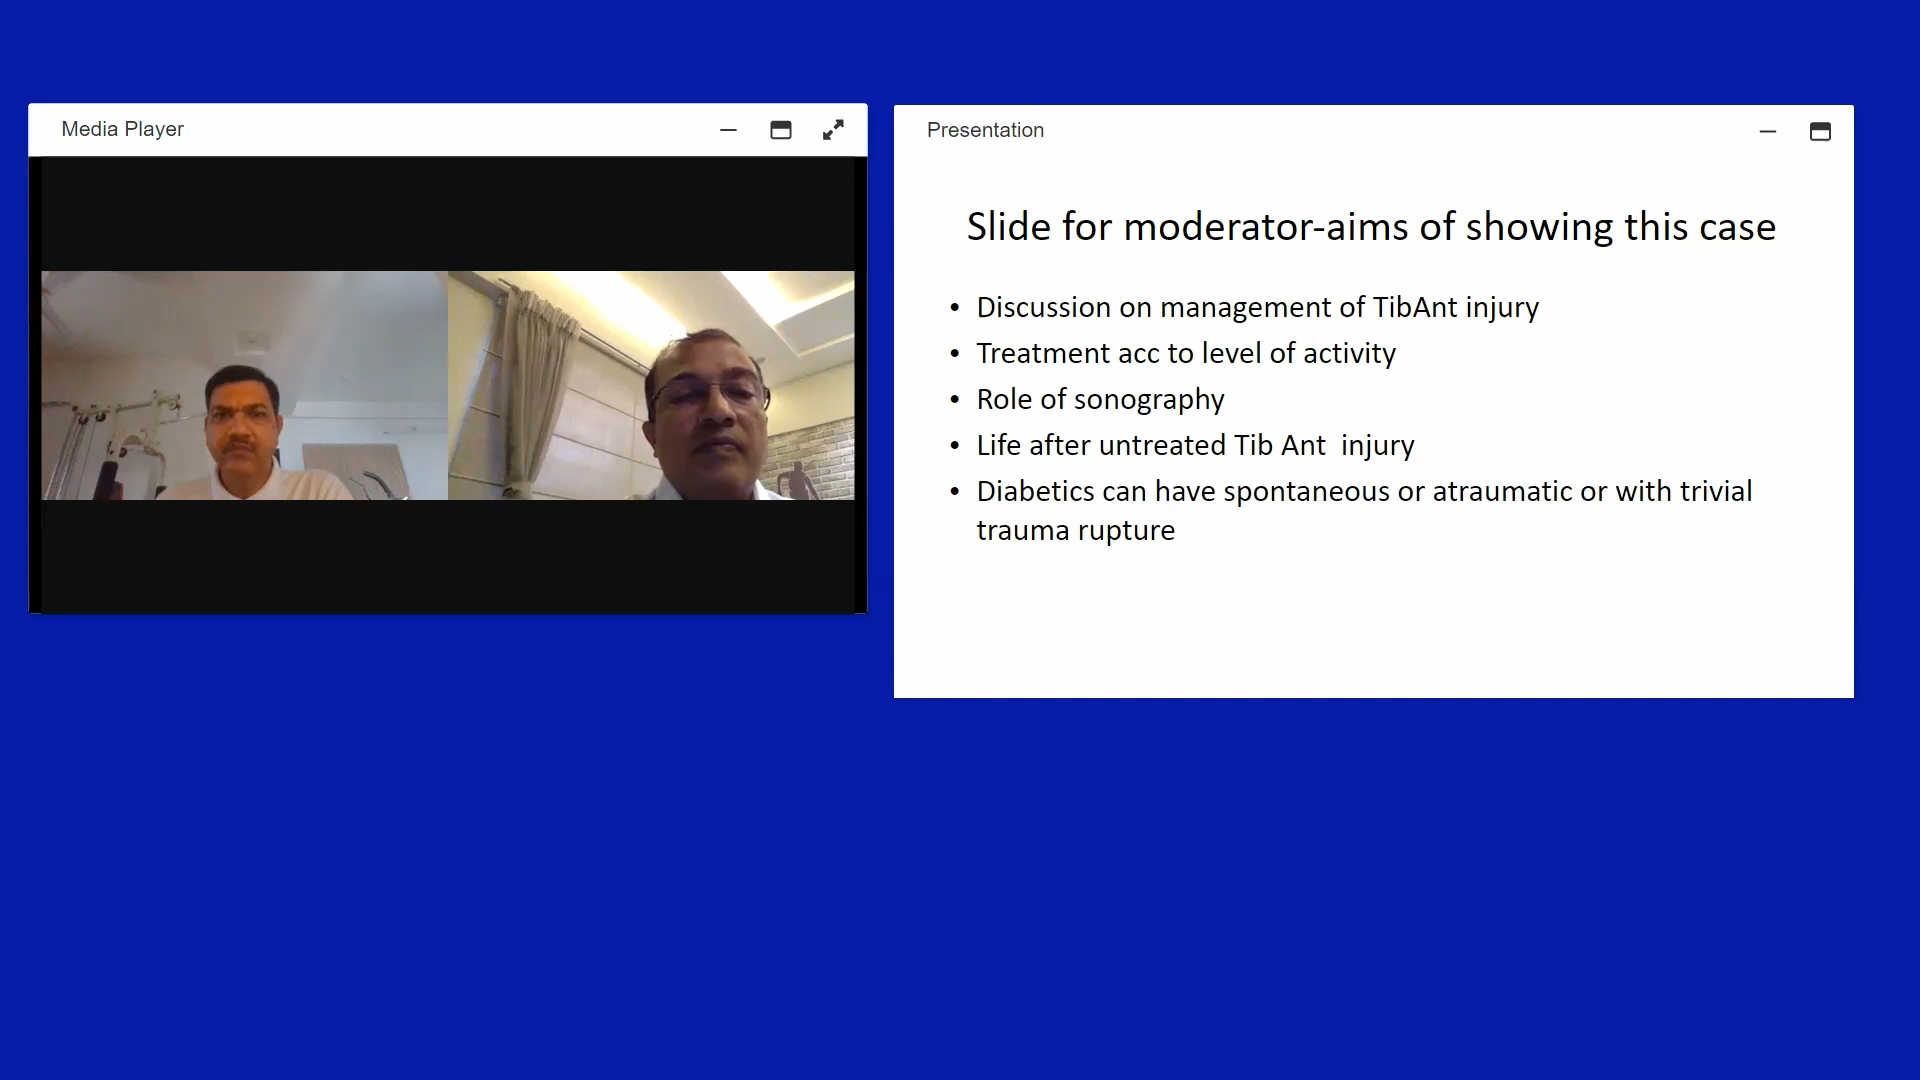 Media Player
Presentation
Slide for moderator-aims of showing this case
• Discussion on management of TibAnt injury
• Treatment acc to level of activity
• Role of sonography
• Life after untreated Tib Ant  injury
• Diabetics can have spontaneous or atraumatic or with trivial
trauma rupture